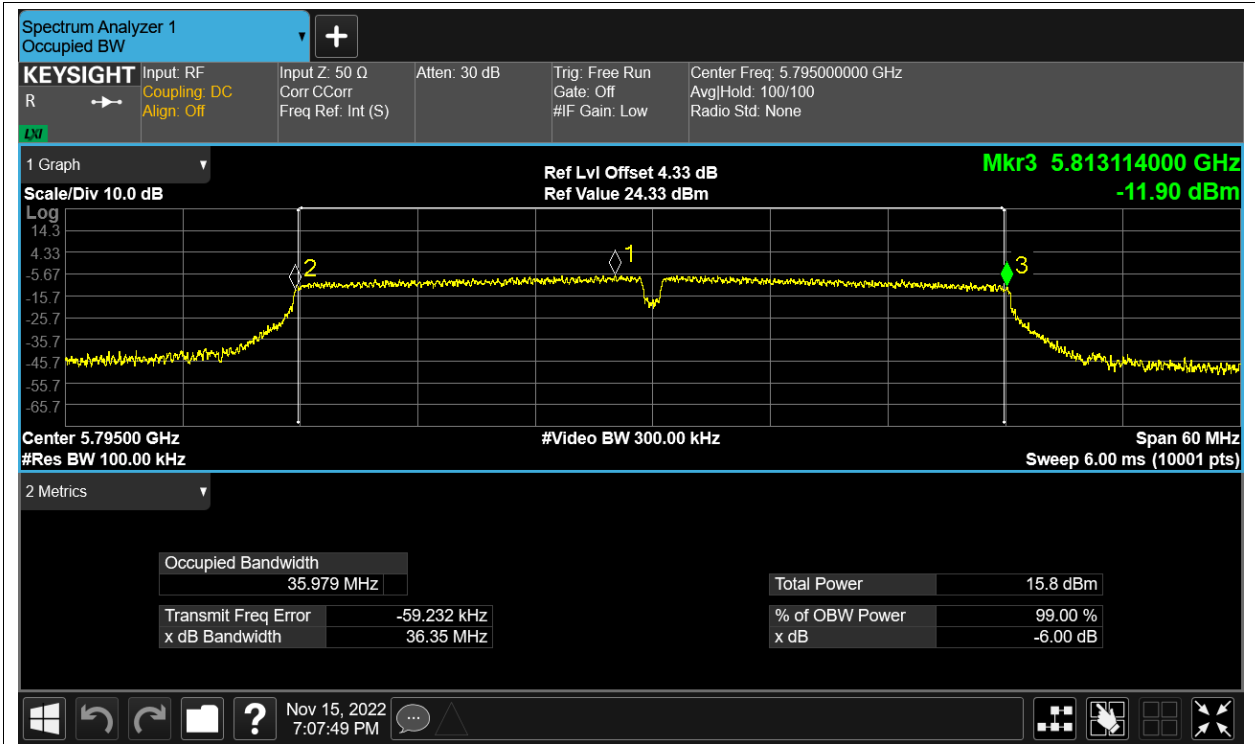 Spectrum Analyzer 1
Occupied BW
KEYSIGHT
R
LXI
Input: RF
Coupling: DC
Align: Off
Input Z: 50 Ω
Corr CCorr
Freq Ref: Int (S)
Atten: 30 dB
Trig: Free Run
Gate: Off
#IF Gain: Low
Center Freq: 5.795000000 GHz
Avg|Hold: 100/100
Radio Std: None
1 Graph
Scale/Div 10.0 dB
Ref Lvl Offset 4.33 dB
Ref Value 24.33 dBm
Mkr3 5.813114000 GHz
-11.90 dBm
Log
14.3
4.33
-5.67
-15.7
-25.7
-35.7
-45.7
-55.7
-65.7
2
1
3
Center 5.79500 GHz
#Video BW 300.00 kHz
Span 60 MHz
#Res BW 100.00 kHz
Sweep 6.00 ms (10001 pts)
2 Metrics
Occupied Bandwidth
35.979 MHz
Transmit Freq Error -59.232 kHz
x dB Bandwidth 36.35 MHz
Total Power 15.8 dBm
% of OBW Power 99.00 %
x dB -6.00 dB
?
Nov 15, 2022
7:07:49 PM